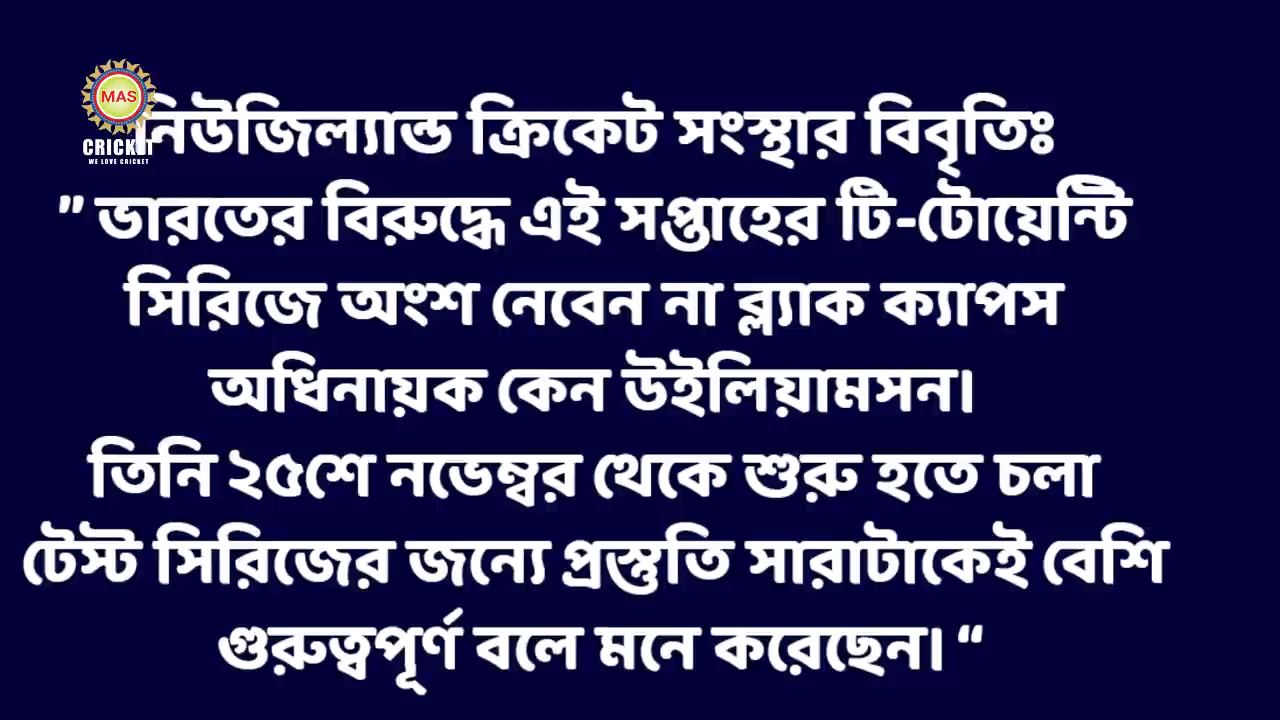 MAS
CRICKET
WE LOVE CRICKET
নিউজিল্যান্ড ক্রিকেট সংস্থার বিবৃতিঃ
" ভারতের বিরুদ্ধে এই সপ্তাহের টি-টোয়েন্টি
সিরিজে অংশ নেবেন না ব্ল্যাক ক্যাপস
অধিনায়ক কেন উইলিয়ামসন।
তিনি ২৫শে নভেম্বর থেকে শুরু হতে চলা
টেস্ট সিরিজের জন্যে প্রস্তুতি সারাটাকেই বেশি
গুরুত্বপূর্ণ বলে মনে করেছেন। “